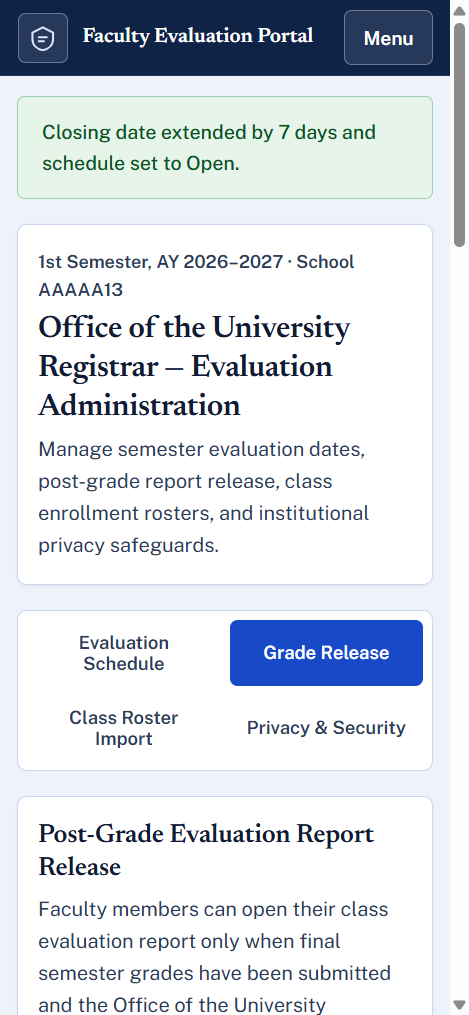 Faculty Evaluation Portal
Menu
Closing date extended by 7 days and
schedule set to Open.
1st Semester, AY 2026–2027 · School
AAAAA13
Office of the University
Registrar — Evaluation
Administration
Manage semester evaluation dates,
post-grade report release, class
enrollment rosters, and institutional
privacy safeguards.
Evaluation
Schedule
Grade Release
Class Roster
Import
Privacy & Security
Post-Grade Evaluation Report
Release
Faculty members can open their class
evaluation report only when final
semester grades have been submitted
and the Office of the University